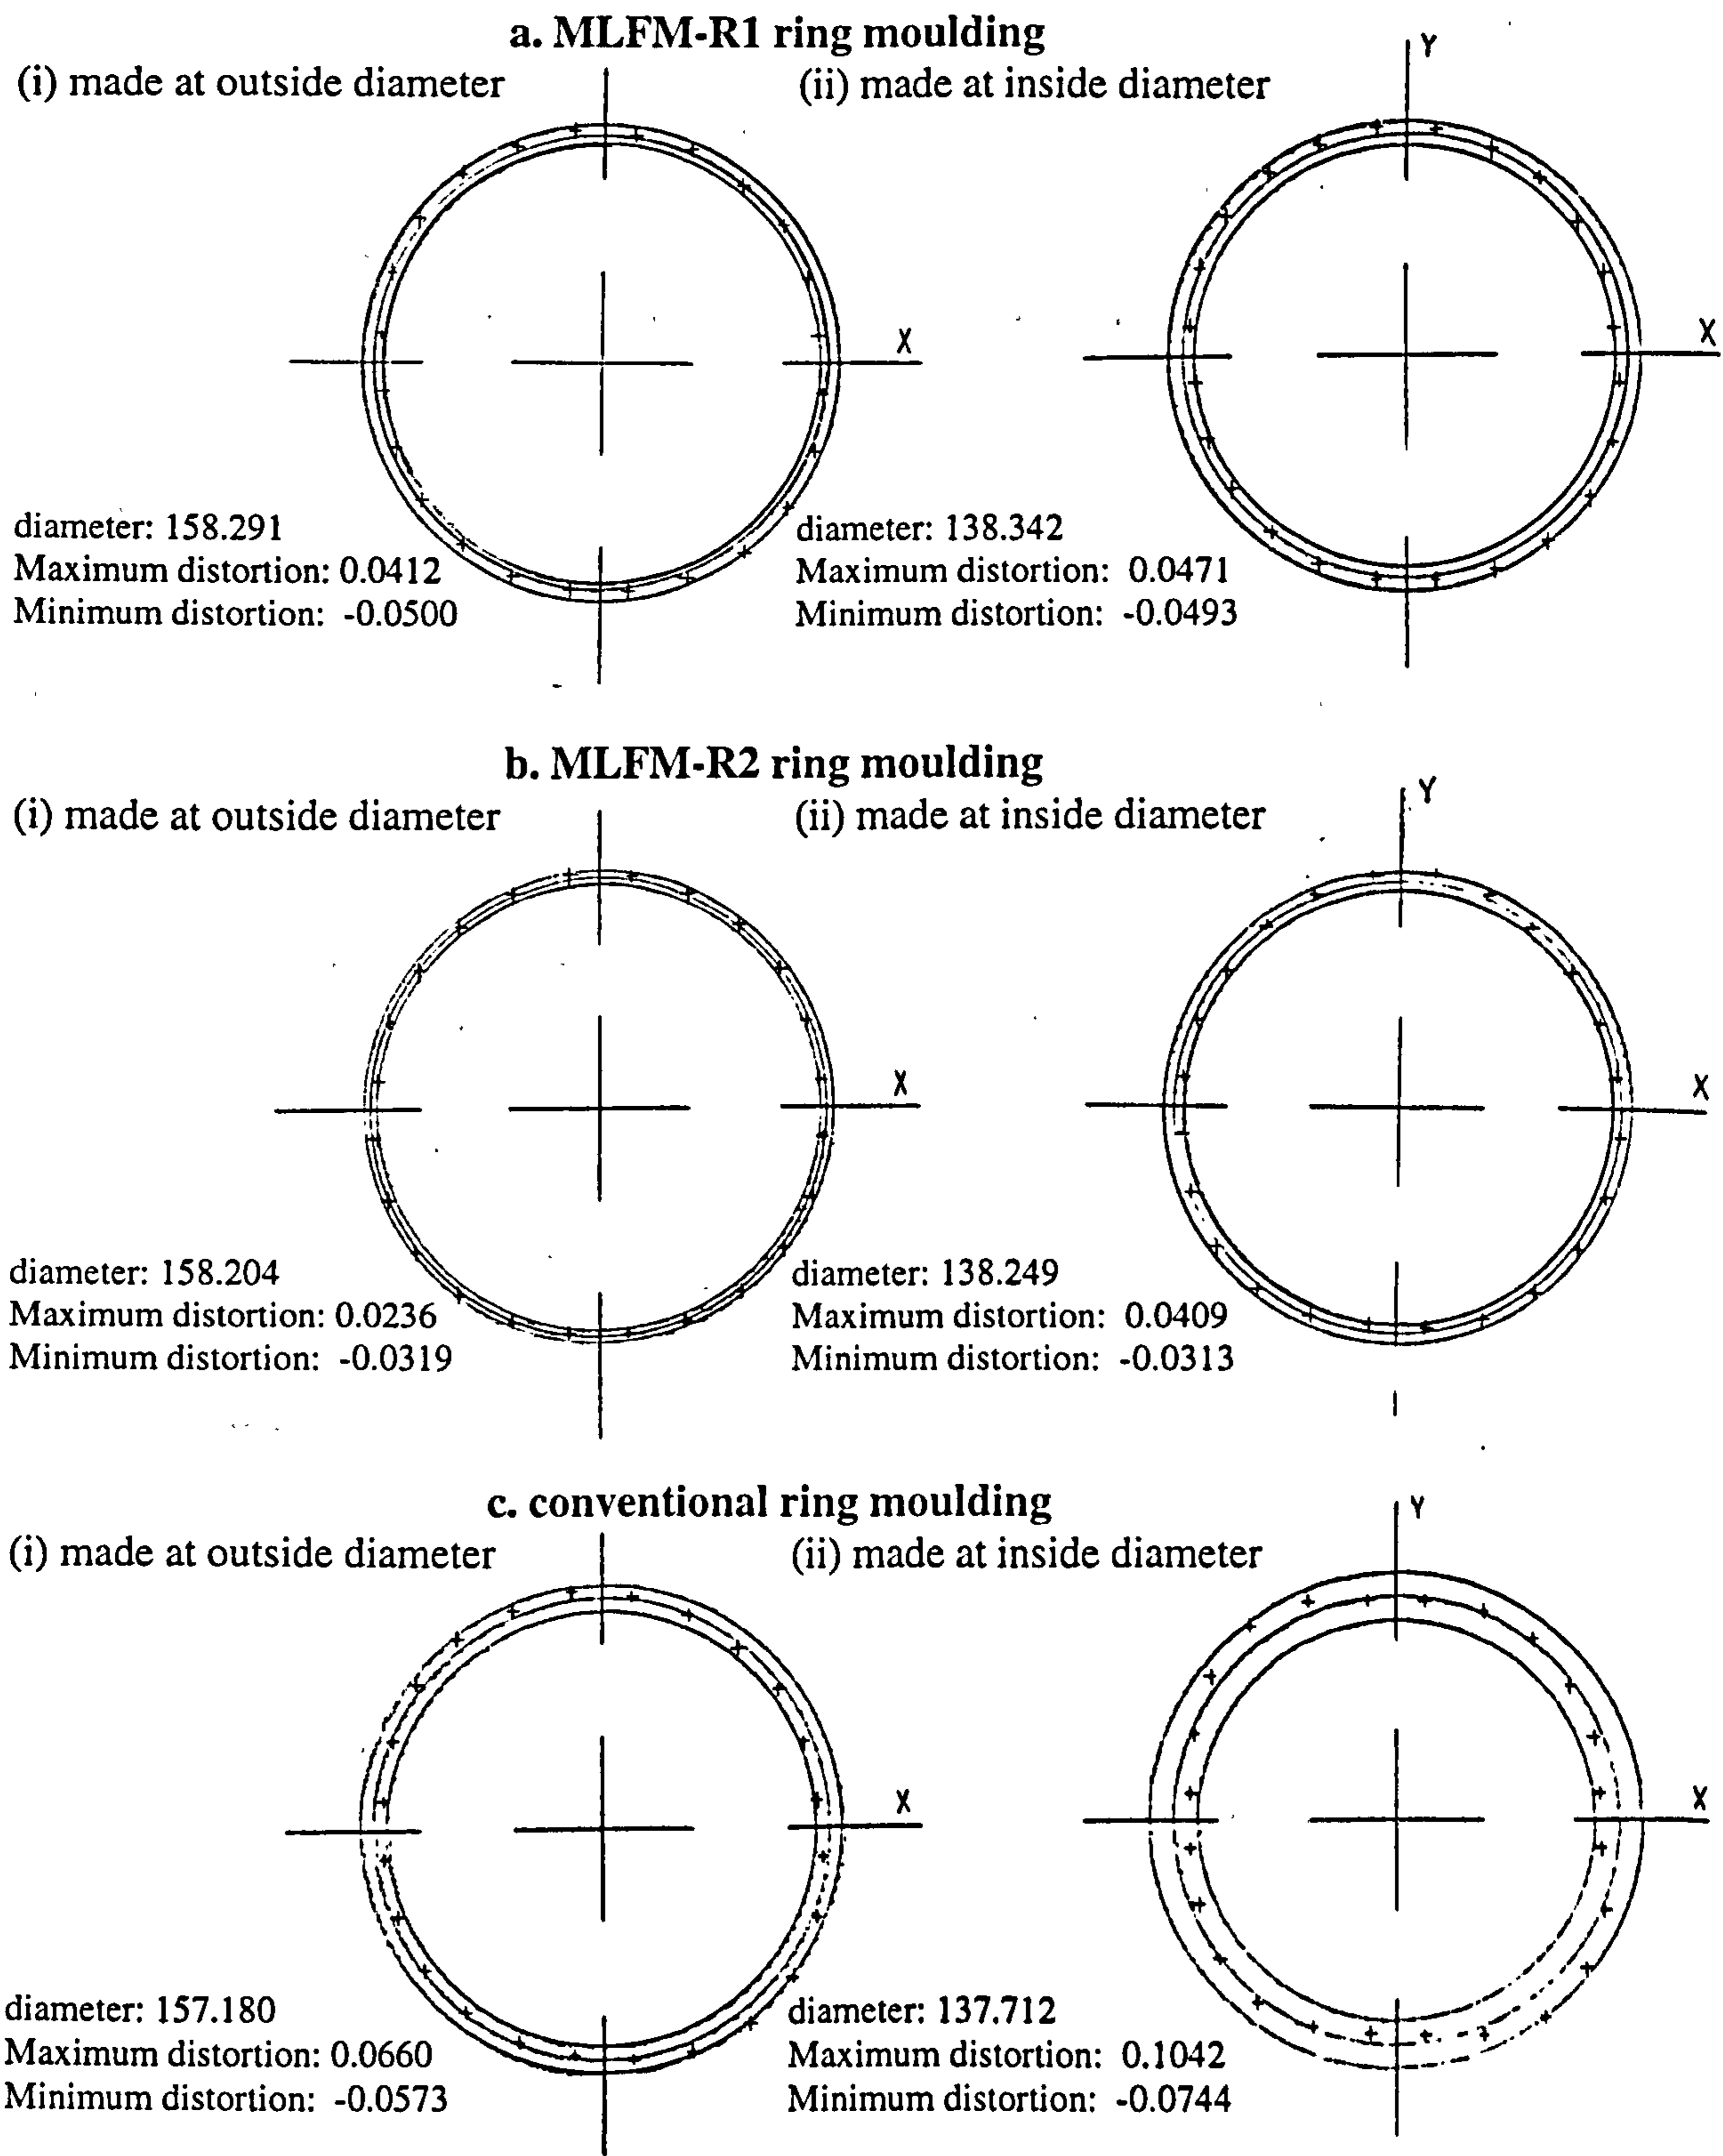 a. MLFM-R1 ring moulding
(i) made at outside diameter
X
diameter: 158.291
Maximum distortion: 0.0412
Minimum distortion: -0.0500
(ii) made at inside diameter
Y
X
diameter: 138.342
Maximum distortion: 0.0471
Minimum distortion: -0.0493
b. MLFM-R2 ring moulding
(i) made at outside diameter
X
diameter: 158.204
Maximum distortion: 0.0236
Minimum distortion: -0.0319
(ii) made at inside diameter
Y
X
diameter: 138.249
Maximum distortion: 0.0409
Minimum distortion: -0.0313
c. conventional ring moulding
(i) made at outside diameter
X
diameter: 157.180
Maximum distortion: 0.0660
Minimum distortion: -0.0573
(ii) made at inside diameter
Y
X
diameter: 137.712
Maximum distortion: 0.1042
Minimum distortion: -0.0744